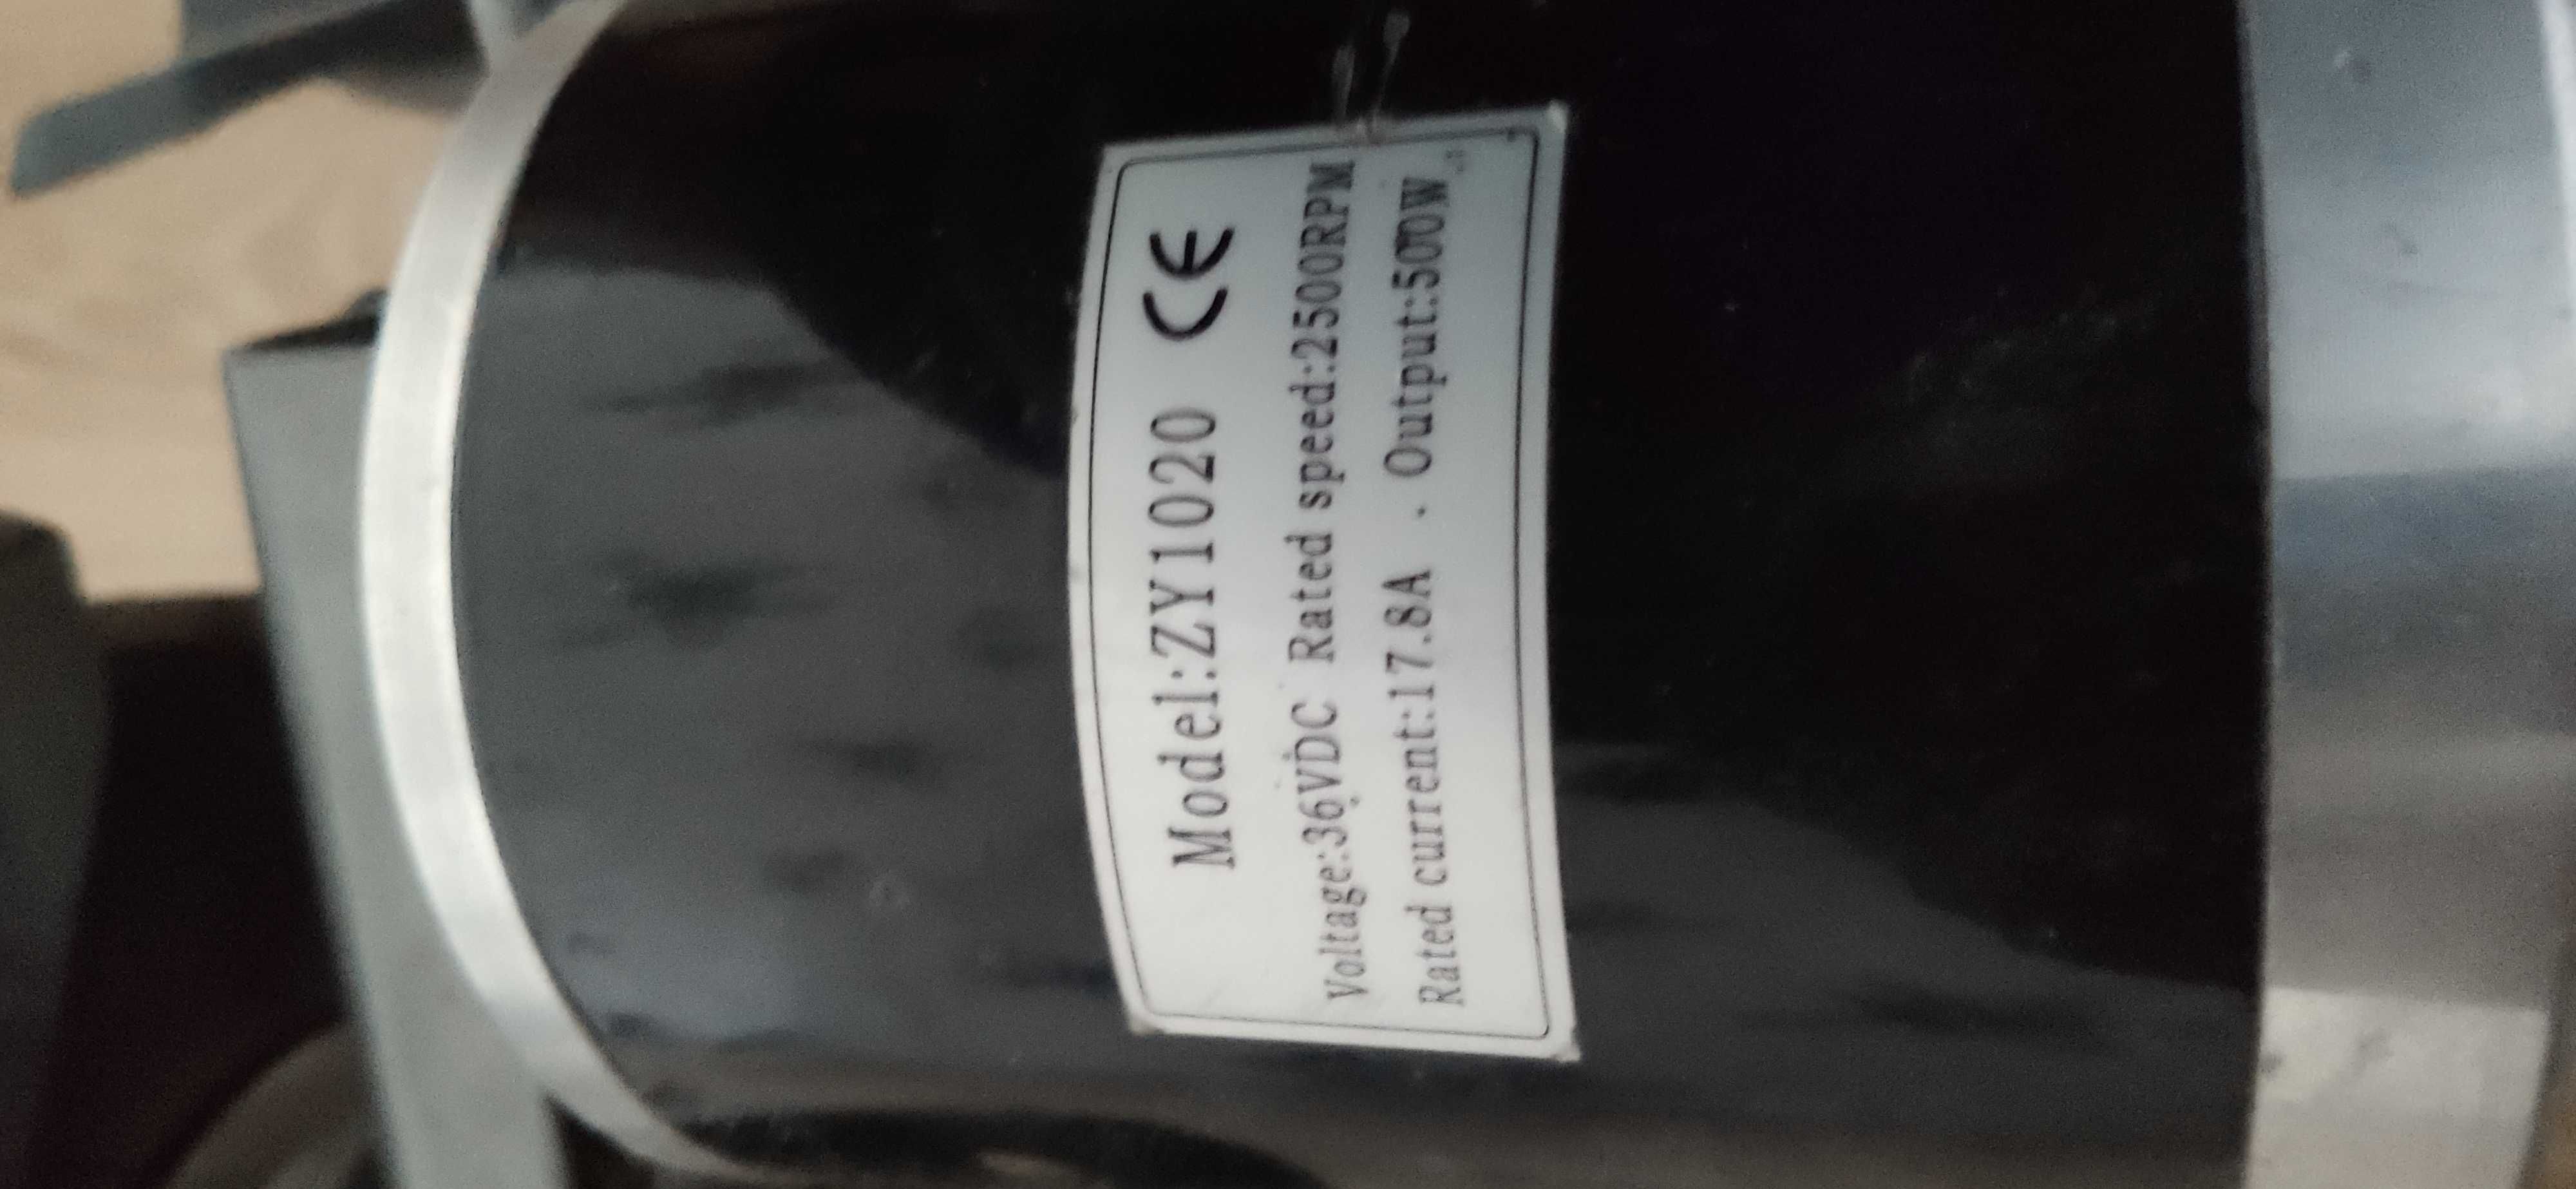 Model:ZY1020 CE
Voltage:36VDC Rated speed:2500RPM
Rated current:17.8A . Output:500W